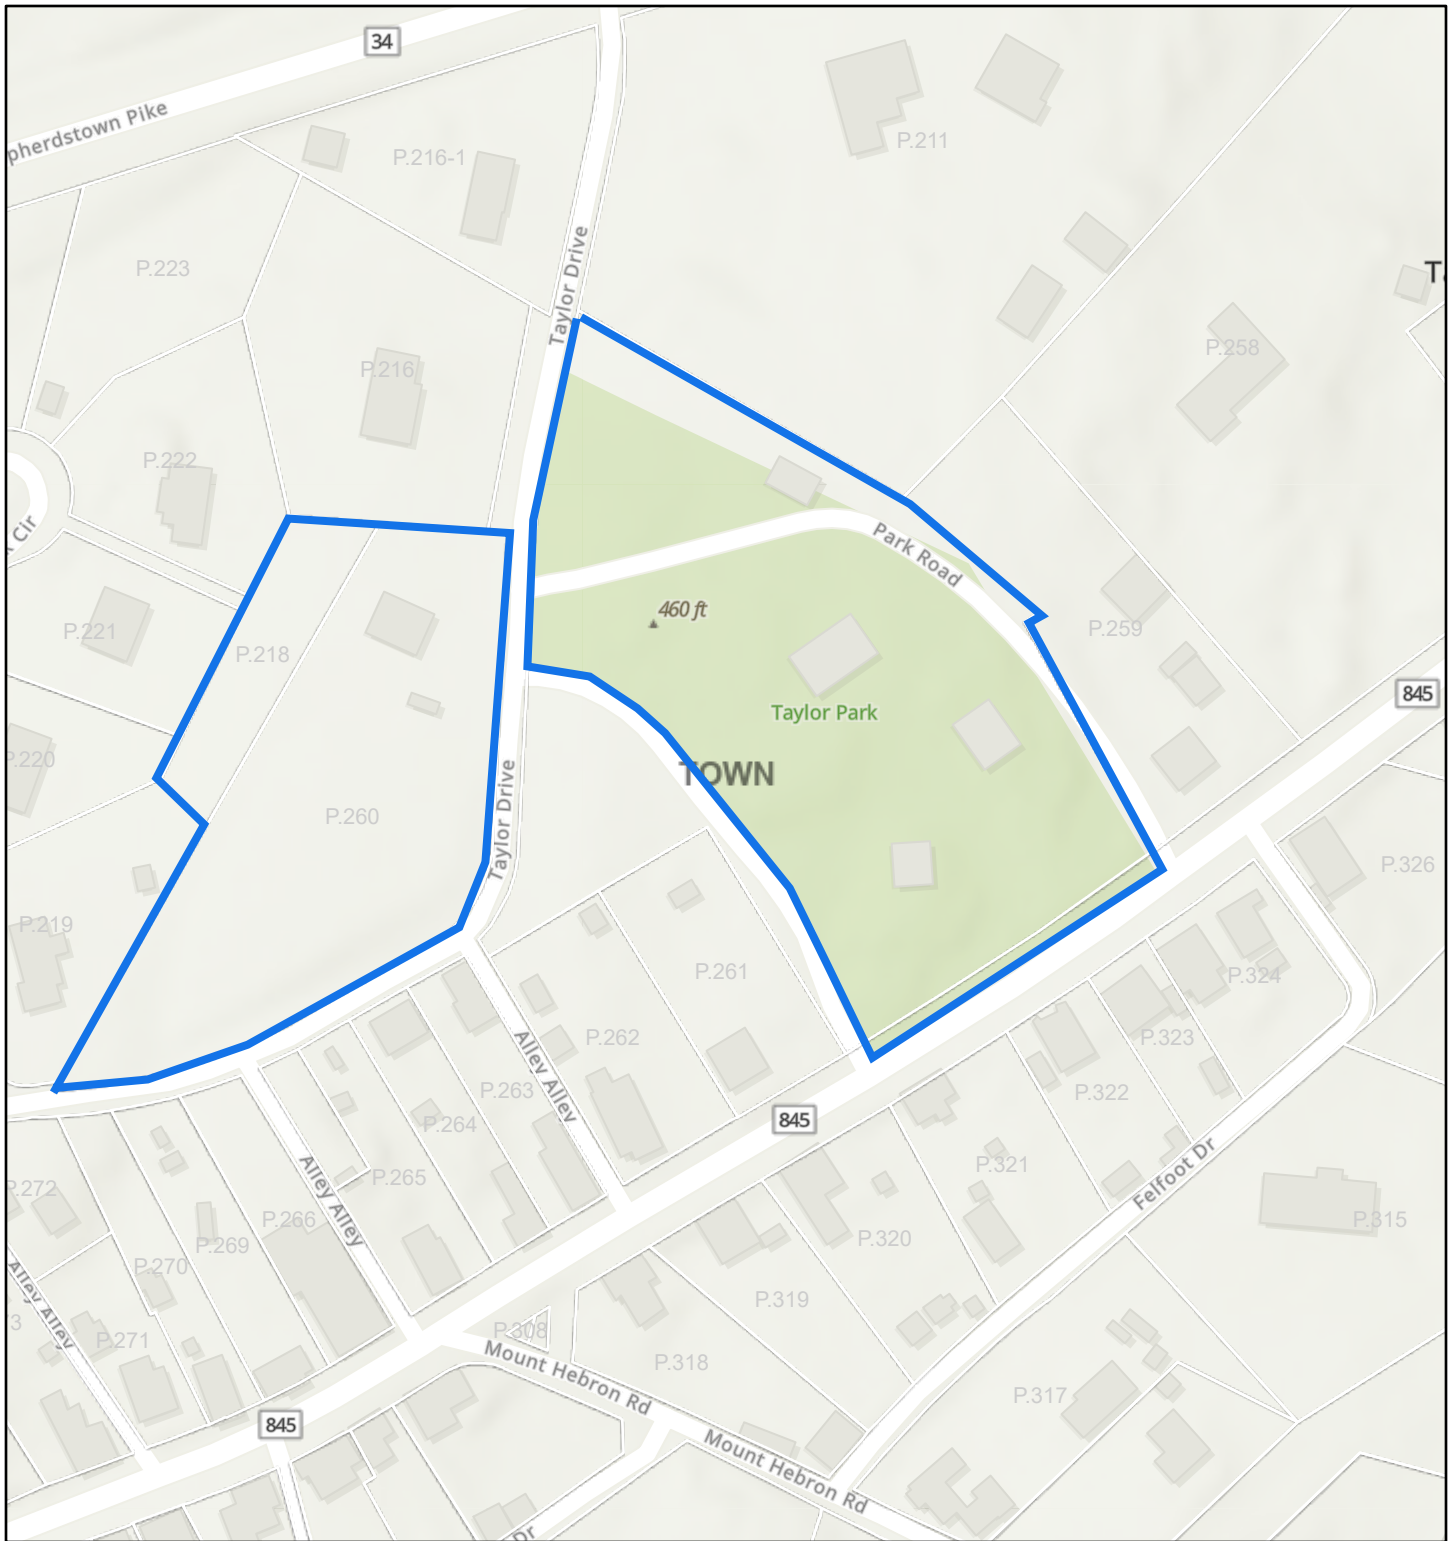 34
pherdstown Pike
P.211
P.216-1
Taylor Drive
P.223
T
P.258
P.216
P.222
Cir
Park Road
460 ft
P.221
P.259
P.218
845
Taylor Park
P.220
TOWN
Taylor Drive
P.260
P.326
P.219
P.261
P.324
P.262
P.323
Alley Alley
P.263
P.322
P.264
845
P.321
Felfoot Dr
P.265
P.272
Alley Alley
P.266
P.315
P.269
P.320
P.270
Alley Alley
P.319
3
P.308
P.271
P.318
Mount Hebron Rd
P.317
845
Mount Hebron Rd
Dr